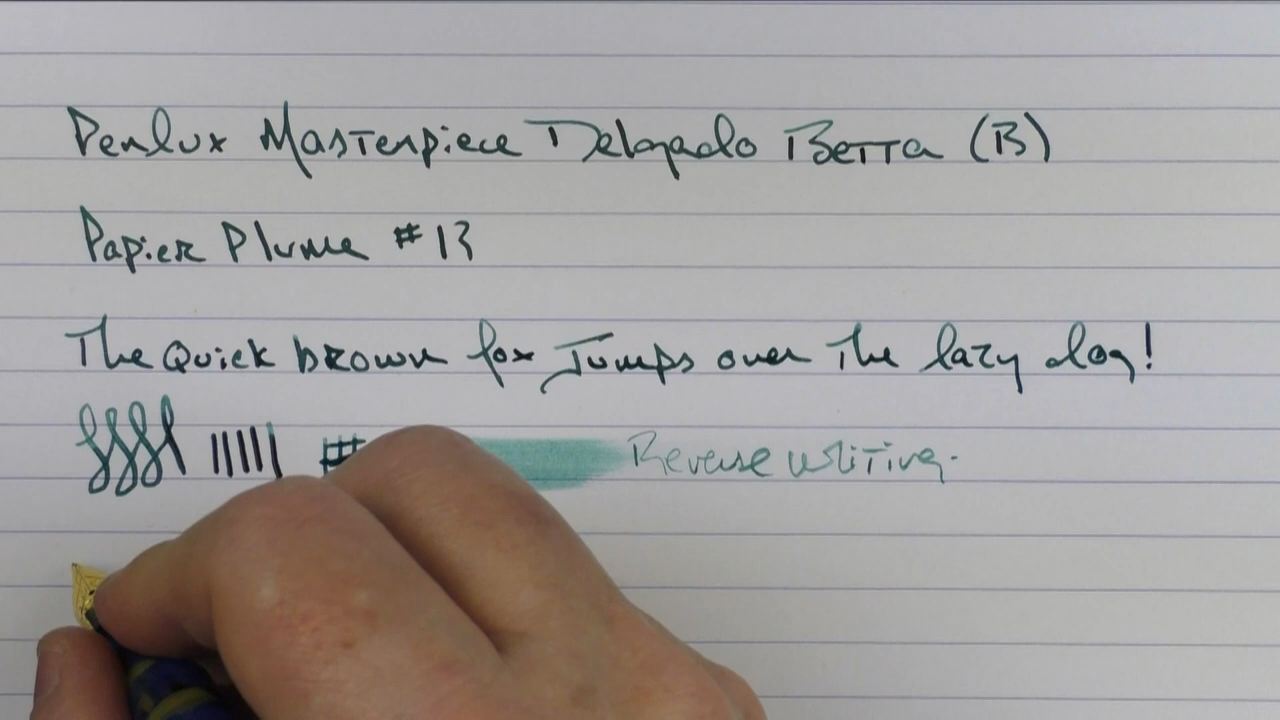 Penlux Masterpiece Delgado Betta (B)
Papier Plume #13
The Quick brown fox Jumps over The lazy dog!
Reverse writing.